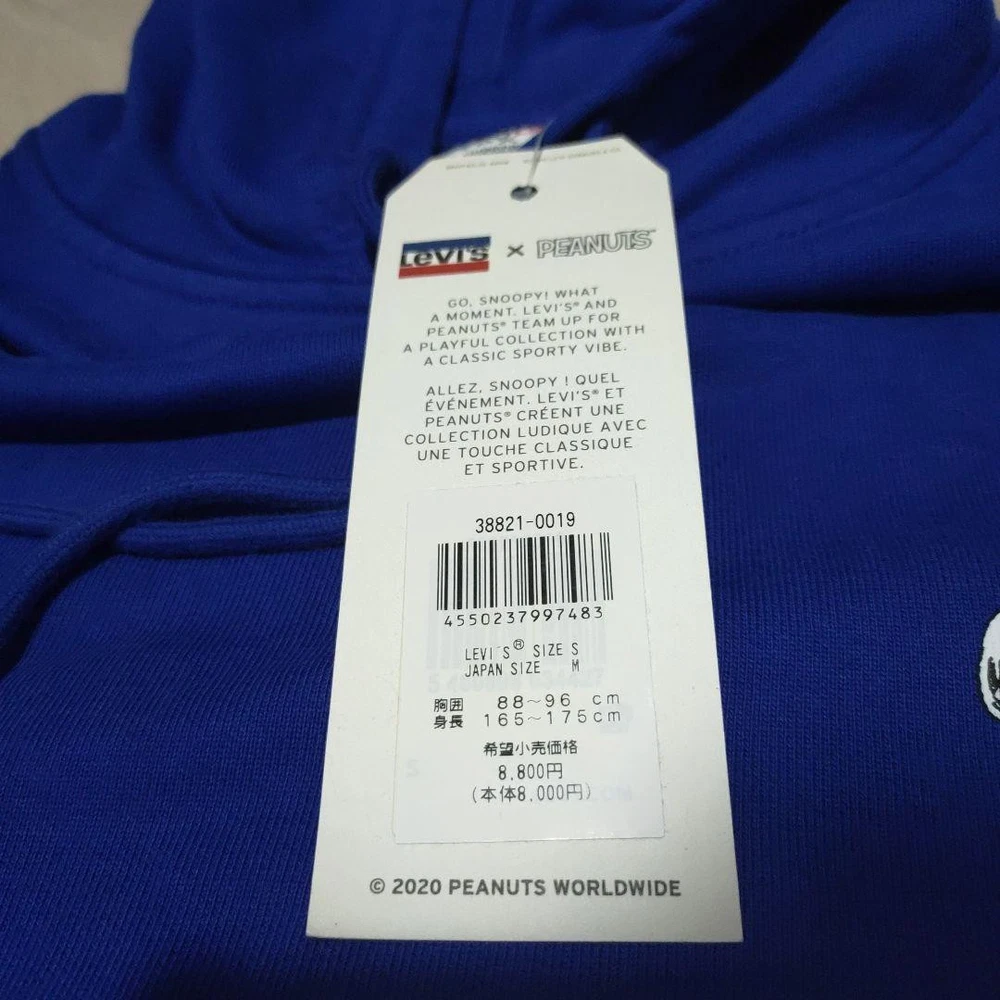 Levi's × PEANUTS™
GO, SNOOPY! WHAT
A MOMENT. LEVI'S® AND
PEANUTS® TEAM UP FOR
A PLAYFUL COLLECTION WITH
A CLASSIC SPORTY VIBE.
ALLEZ, SNOOPY ! QUEL
ÉVÉNEMENT. LEVI'S® ET
PEANUTS® CRÉENT UNE
COLLECTION LUDIQUE AVEC
UNE TOUCHE CLASSIQUE
ET SPORTIVE.
38821-0019
4550237997483
LEVI'S® SIZE S
JAPAN SIZE M
胸囲 88～96 cm
身長 165～175cm
希望小売価格
8,800円
(本体8,000円)
© 2020 PEANUTS WORLDWIDE